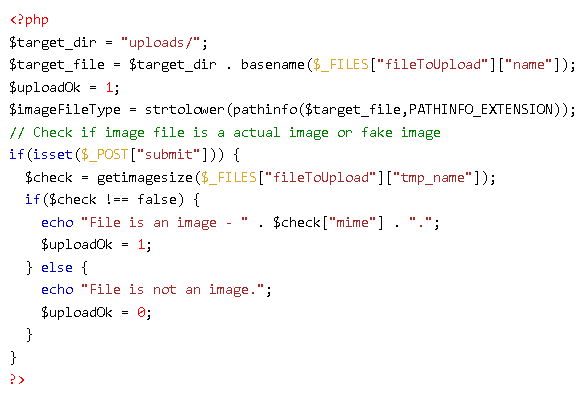 <?php
$target_dir = "uploads/";
$target_file = $target_dir . basename($_FILES["fileToUpload"]["name"]);
$uploadOk = 1;
$imageFileType = strtolower(pathinfo($target_file,PATHINFO_EXTENSION));
// Check if image file is a actual image or fake image
if(isset($_POST["submit"])) {
  $check = getimagesize($_FILES["fileToUpload"]["tmp_name"]);
  if($check !== false) {
    echo "File is an image - " . $check["mime"] . ".";
    $uploadOk = 1;
  } else {
    echo "File is not an image.";
    $uploadOk = 0;
  }
}
?>